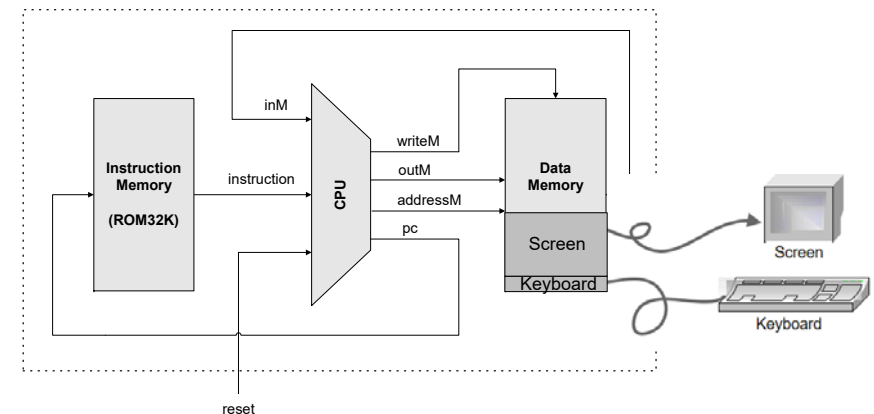 inM
Instruction
Memory
(ROM32K)
instruction
CPU
writeM
outM
addressM
pc
Data
Memory
Screen
Keyboard
Screen
Keyboard
reset